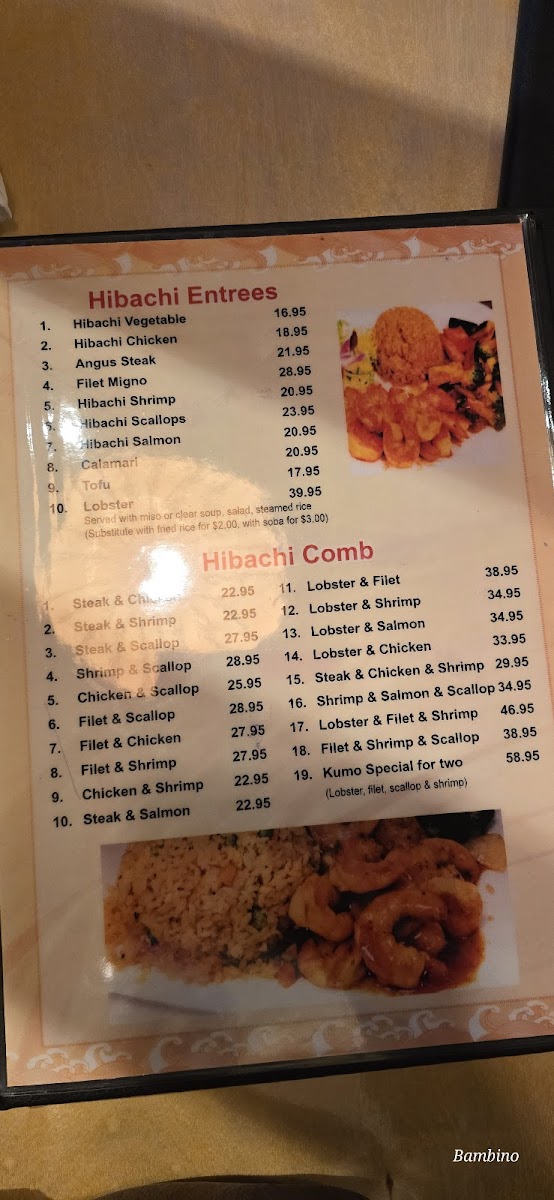 Hibachi Entrees
1. Hibachi Vegetable 16.95
2. Hibachi Chicken 18.95
3. Angus Steak 21.95
4. Filet Migno 28.95
5. Hibachi Shrimp 20.95
6. Hibachi Scallops 23.95
7. Hibachi Salmon 20.95
8. Calamari 20.95
9. Tofu 17.95
10. Lobster 39.95
Served with miso or clear soup, salad, steamed rice
(Substitute with fried rice for $2.00, with soba for $3.00)
Hibachi Comb
1. Steak & Chicken 22.95
2. Steak & Shrimp 22.95
3. Steak & Scallop 27.95
4. Shrimp & Scallop 28.95
5. Chicken & Scallop 25.95
6. Filet & Scallop 28.95
7. Filet & Chicken 27.95
8. Filet & Shrimp 27.95
9. Chicken & Shrimp 22.95
10. Steak & Salmon 22.95
11. Lobster & Filet 38.95
12. Lobster & Shrimp 34.95
13. Lobster & Salmon 34.95
14. Lobster & Chicken 33.95
15. Steak & Chicken & Shrimp 29.95
16. Shrimp & Salmon & Scallop 34.95
17. Lobster & Filet & Shrimp 46.95
18. Filet & Shrimp & Scallop 38.95
19. Kumo Special for two 58.95
(Lobster, filet, scallop & shrimp)
Bambino